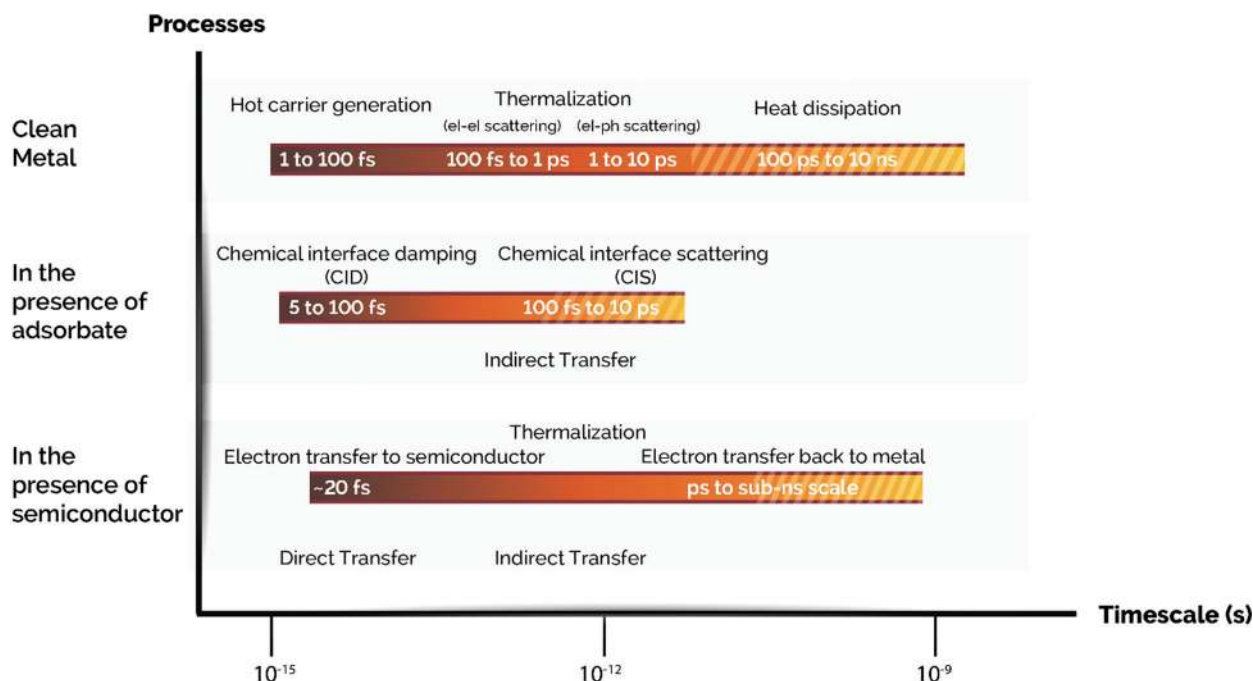 Processes
Clean
Metal
Hot carrier generation
Thermalization
(el-el scattering)
(el-ph scattering)
Heat dissipation
1 to 100 fs
100 fs to 1 ps
1 to 10 ps
100 ps to 10 ns
In the
presence of
adsorbate
Chemical interface damping
(CID)
Chemical interface scattering
(CIS)
5 to 100 fs
100 fs to 10 ps
Indirect Transfer
In the
presence of
semiconductor
Thermalization
Electron transfer to semiconductor
Electron transfer back to metal
~20 fs
ps to sub-ns scale
Direct Transfer
Indirect Transfer
Timescale (s)
10⁻¹⁵
10⁻¹²
10⁻⁹